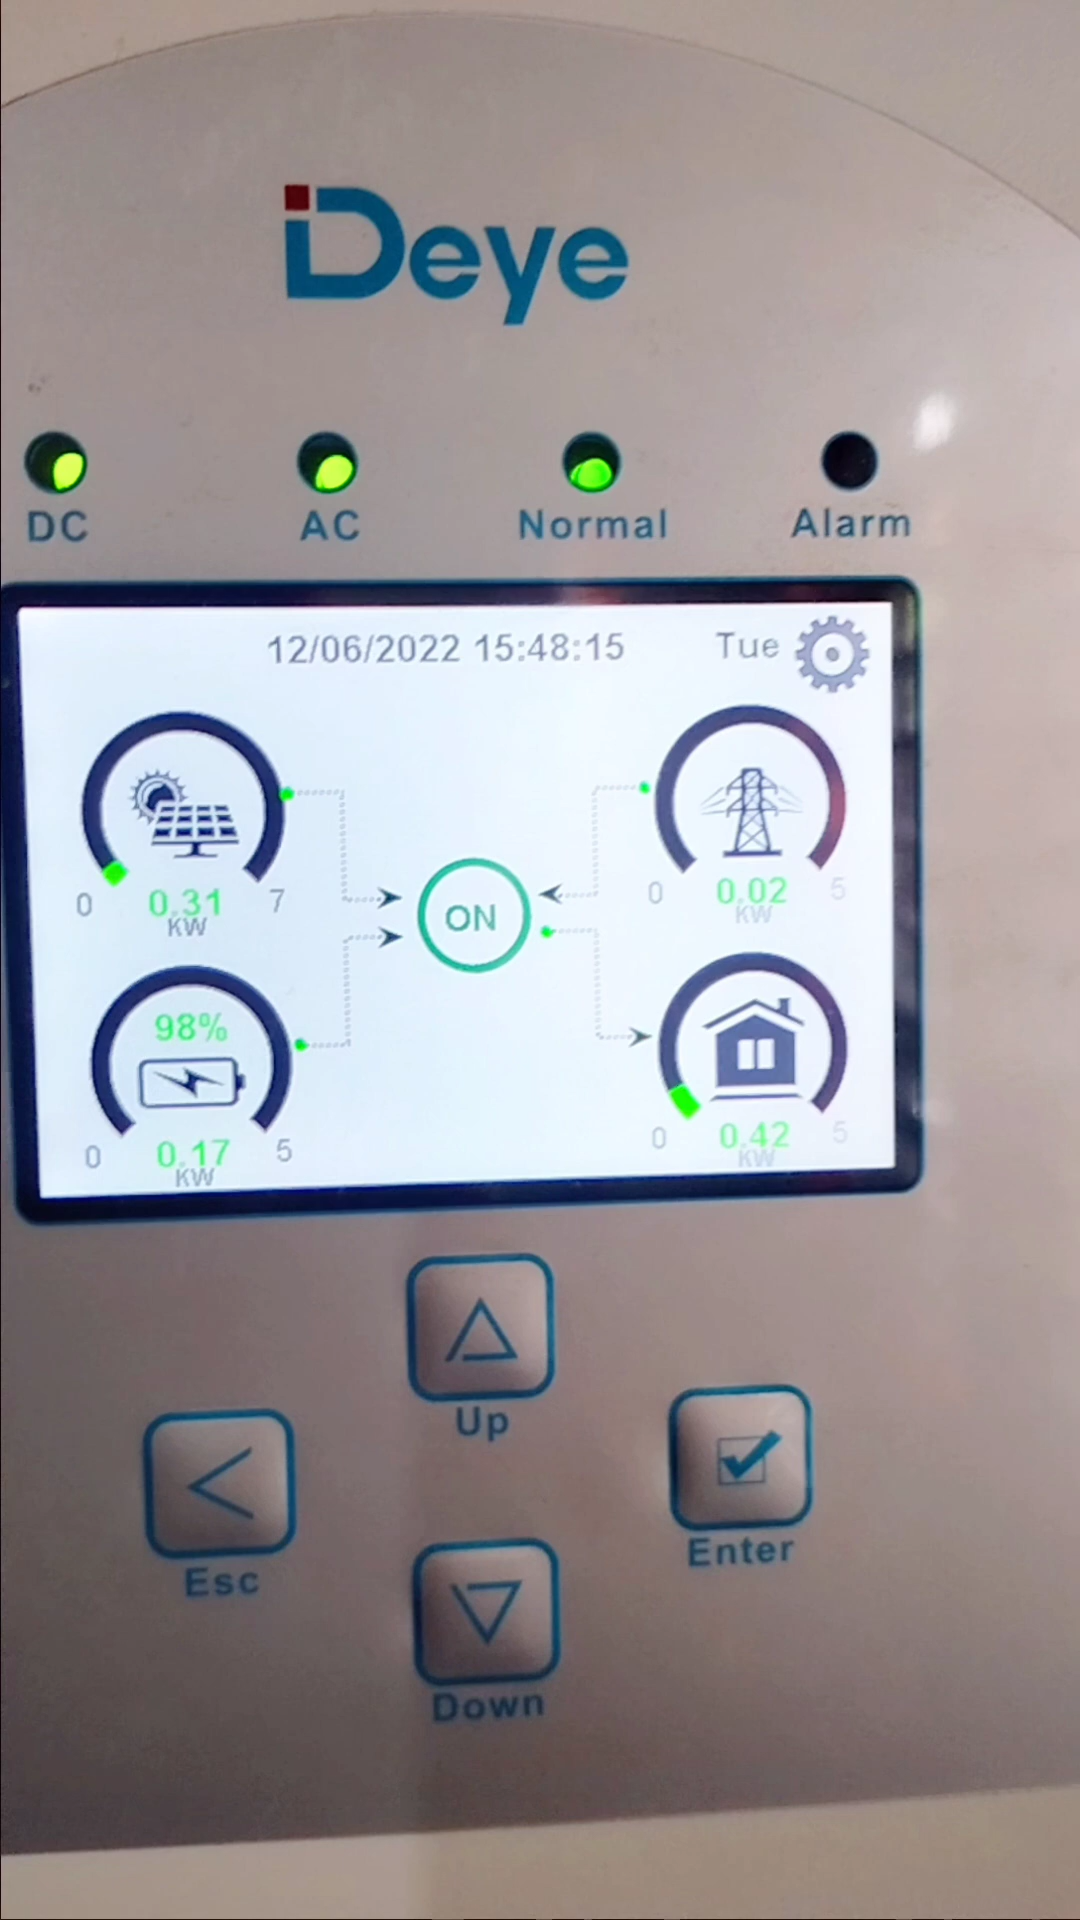 Deye
DC AC Normal Alarm
12/06/2022 15:48:15 Tue
0 0.31 7
KW
0 0.02 5
KW
ON
98%
0 0.17 5
KW
0 0.42 5
KW
Up
Esc
Enter
Down